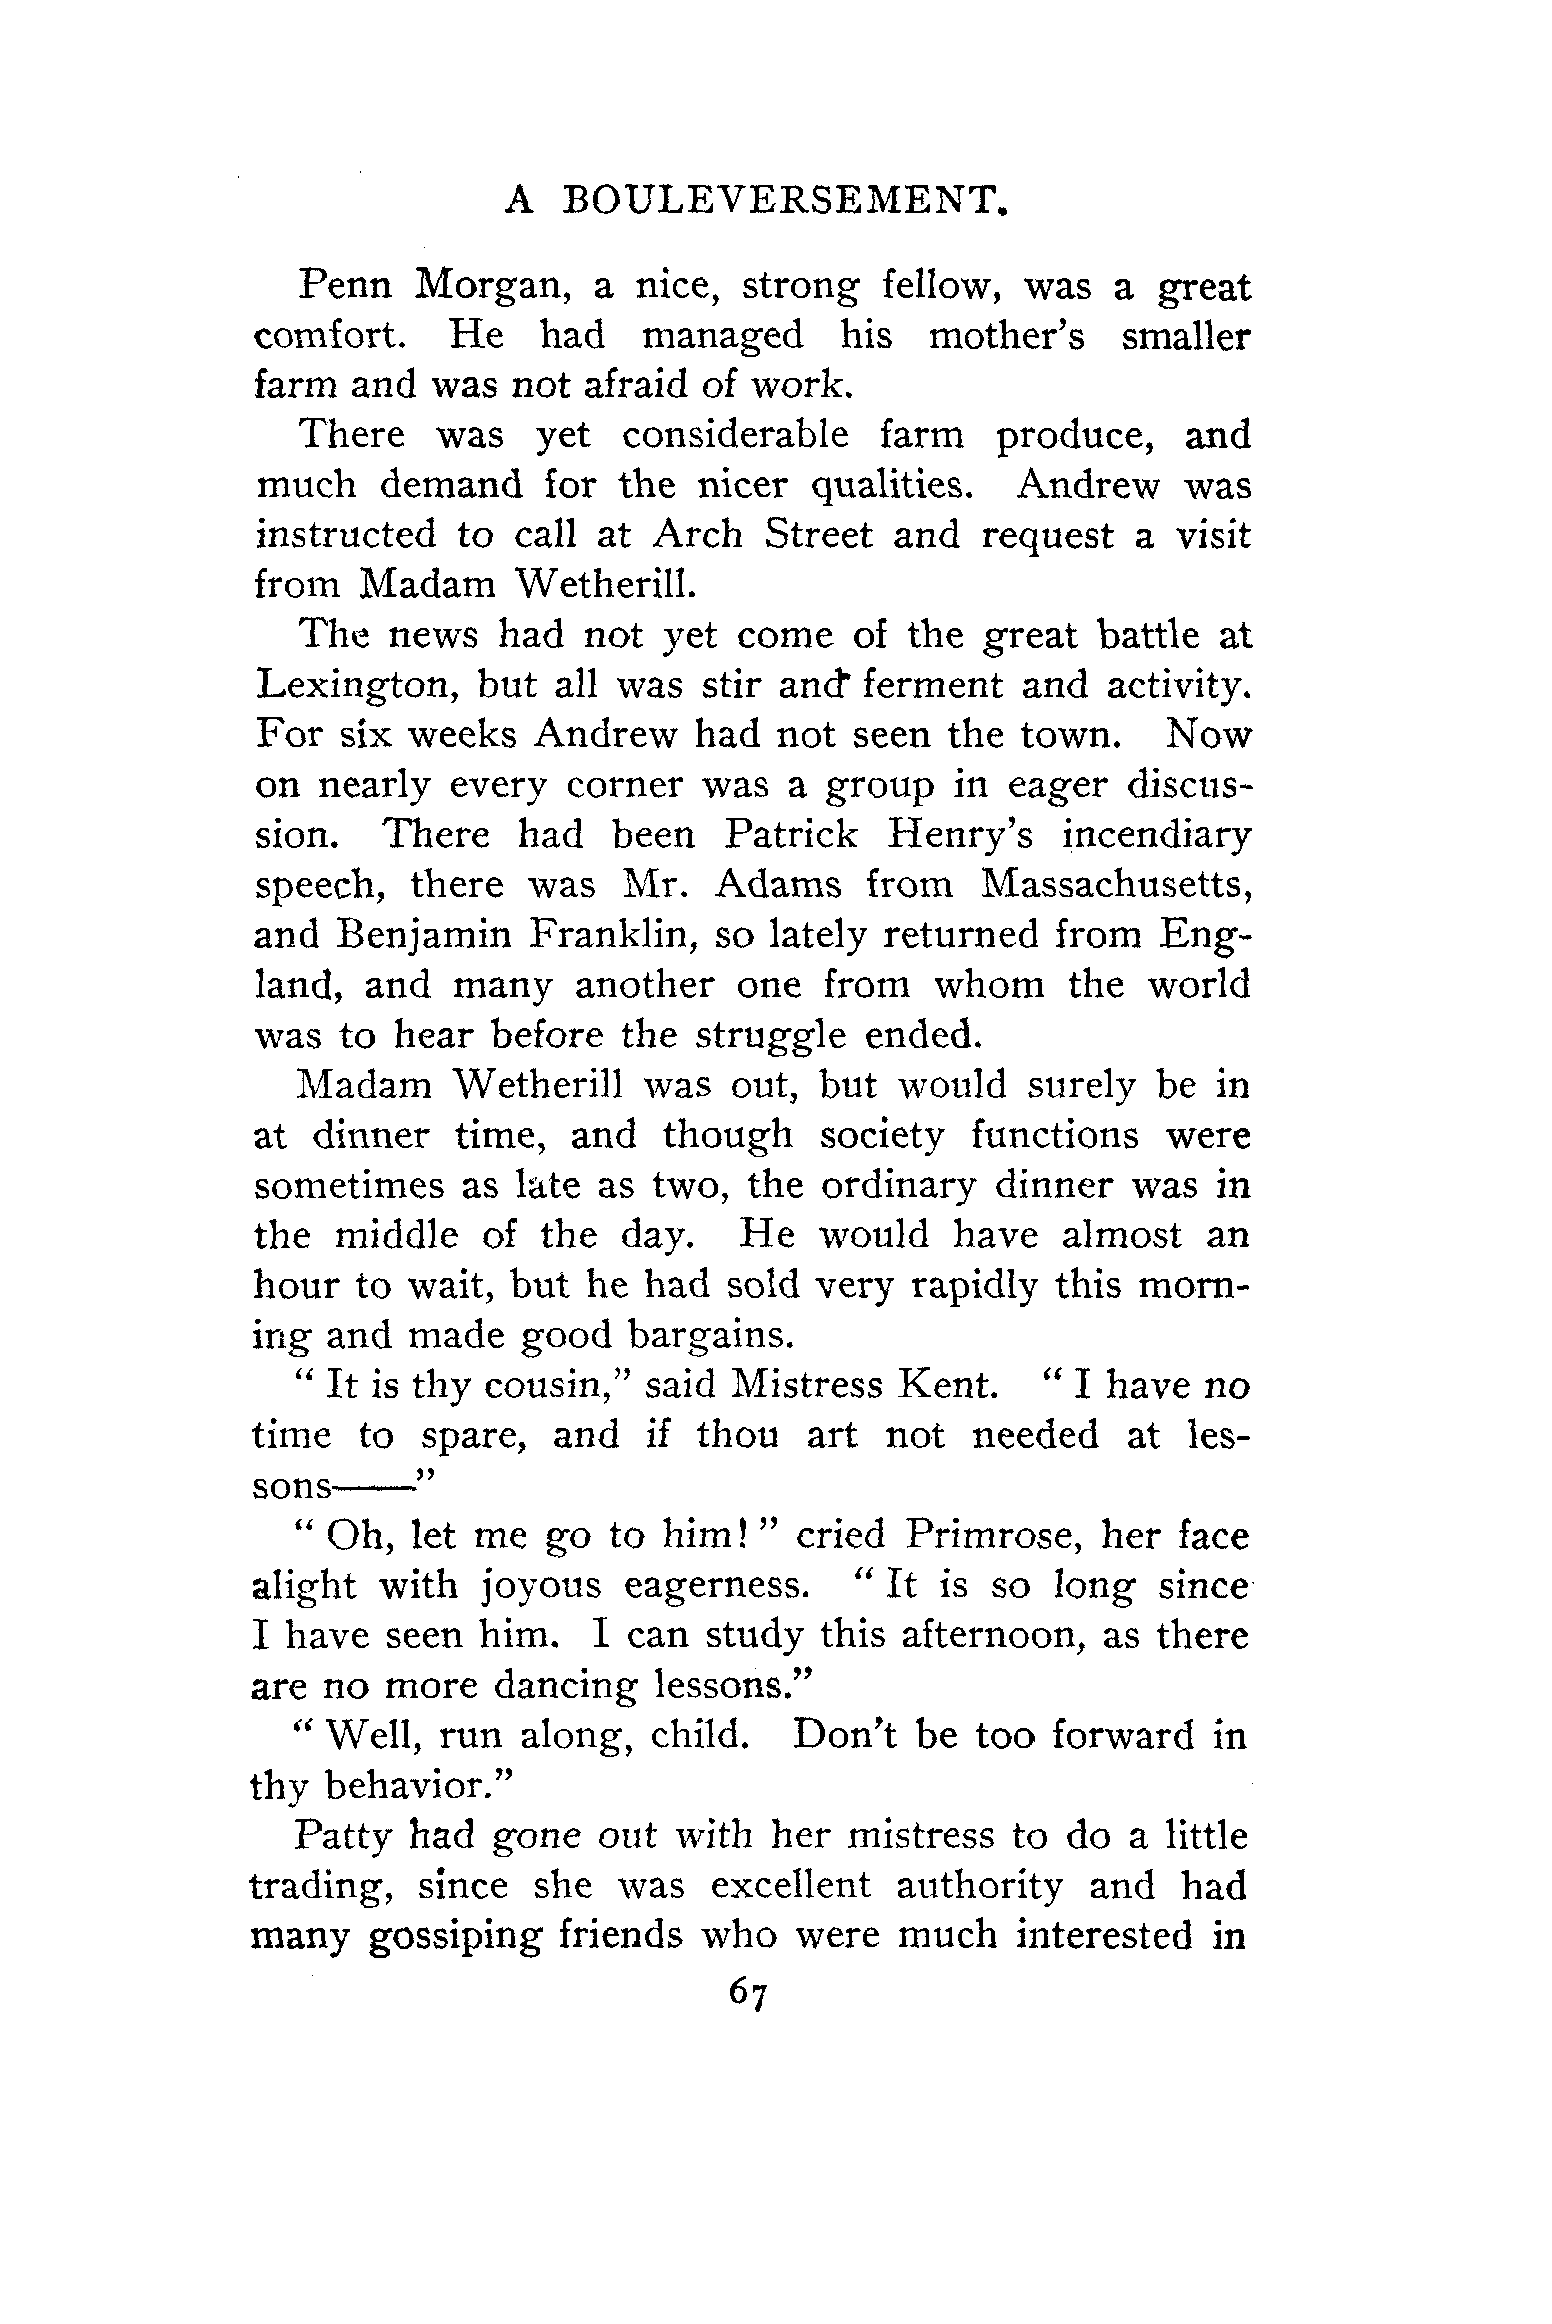 A BOULEVERSEMENT.
Penn Morgan, a nice, strong fellow, was a great
comfort. He had managed his mother's smaller
farm and was not afraid of work.
There was yet considerable farm produce, and
much demand for the nicer qualities. Andrew was
instructed to call at Arch Street and request a visit
from Madam Wetherill.
The news had not yet come of the great battle at
Lexington, but all was stir and ferment and activity.
For six weeks Andrew had not seen the town. Now
on nearly every corner was a group in eager discus-
sion. There had been Patrick Henry's incendiary
speech, there was Mr. Adams from Massachusetts,
and Benjamin Franklin, so lately returned from Eng-
land, and many another one from whom the world
was to hear before the struggle ended.
Madam Wetherill was out, but would surely be in
at dinner time, and though society functions were
sometimes as late as two, the ordinary dinner was in
the middle of the day. He would have almost an
hour to wait, but he had sold very rapidly this morn-
ing and made good bargains.
" It is thy cousin," said Mistress Kent. " I have no
time to spare, and if thou art not needed at les-
sons——"
" Oh, let me go to him! " cried Primrose, her face
alight with joyous eagerness. " It is so long since
I have seen him. I can study this afternoon, as there
are no more dancing lessons."
" Well, run along, child. Don't be too forward in
thy behavior."
Patty had gone out with her mistress to do a little
trading, since she was excellent authority and had
many gossiping friends who were much interested in
67